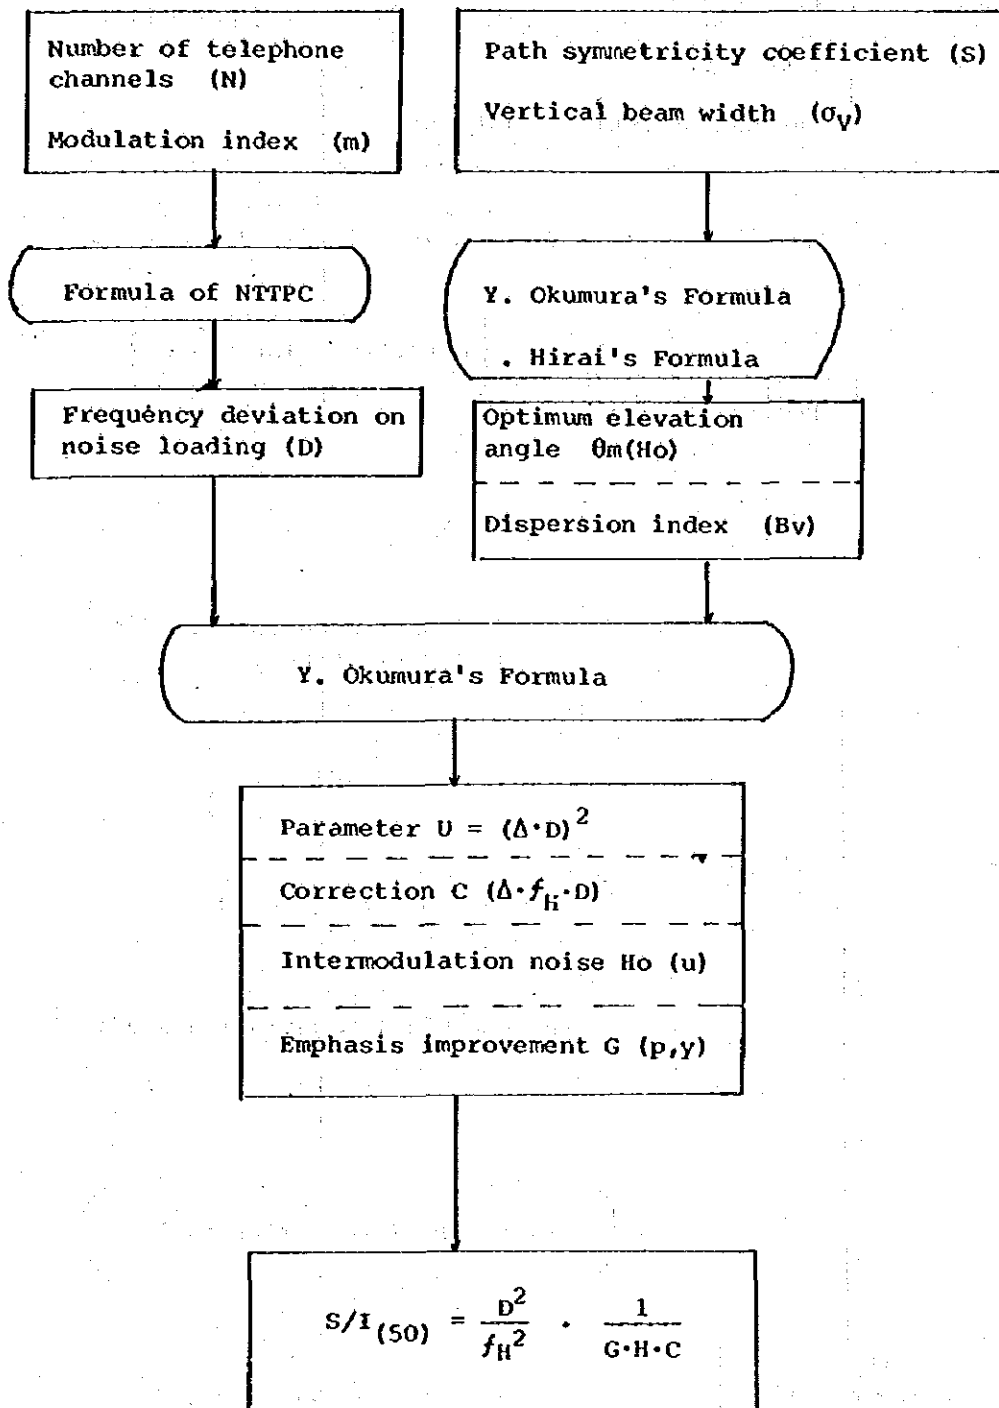 Number of telephone
channels (N)
Modulation index (m)
Path symmetricity coefficient (S)
Vertical beam width (σV)
Formula of NTTPC
Y. Okumura's Formula
. Hirai's Formula
Frequency deviation on
noise loading (D)
Optimum elevation
angle θm(Ho)
Dispersion index (Bv)
Y. Okumura's Formula
Parameter U = (Δ·D)²
Correction C (Δ·fH·D)
Intermodulation noise Ho (u)
Emphasis improvement G (p,y)
S/I(50) = D²/fH² · 1/G·H·C